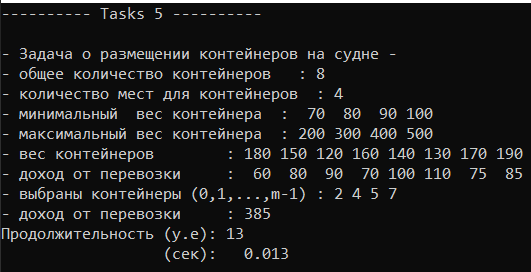 ---------- Tasks 5 ----------
- Задача о размещении контейнеров на судне -
- общее количество контейнеров   : 8
- количество мест для контейнеров  : 4
- минимальный  вес контейнера  :  70  80  90 100
- максимальный вес контейнера  : 200 300 400 500
- вес контейнеров        : 180 150 120 160 140 130 170 190
- доход от перевозки     :  60  80  90  70 100 110  75  85
- выбраны контейнеры (0,1,...,m-1) : 2 4 5 7
- доход от перевозки     : 385
Продолжительность (у.е): 13
                  (сек):   0.013